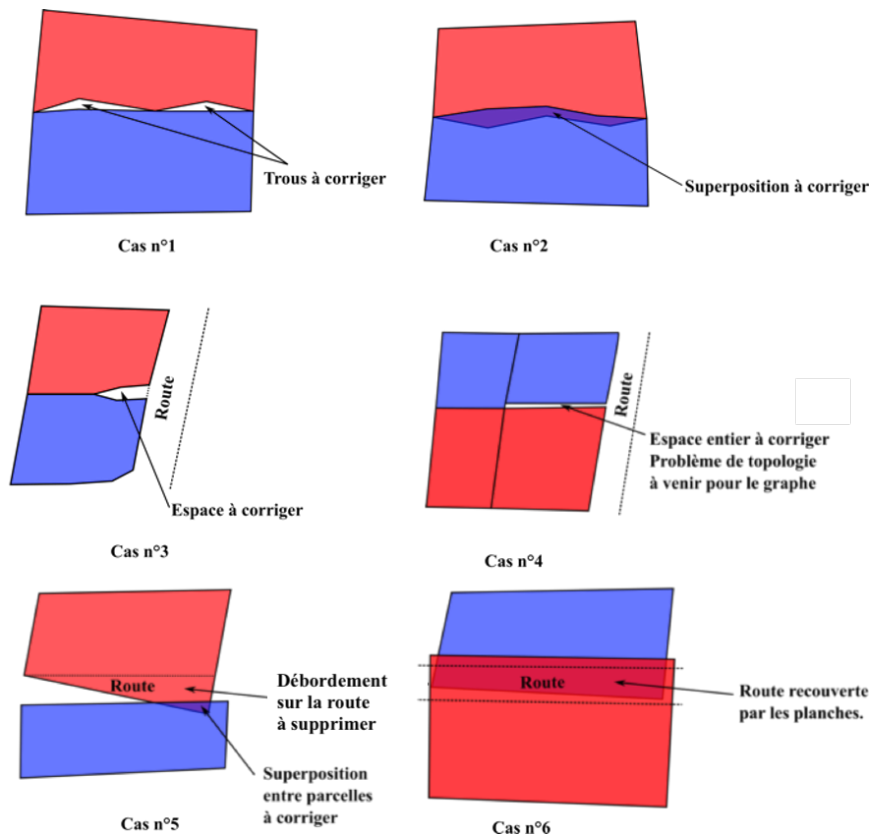 Trous à corriger
Cas n°1
Superposition à corriger
Cas n°2
Route
Espace à corriger
Cas n°3
Route
Espace entier à corriger
Problème de topologie
à venir pour le graphe
Cas n°4
Route
Débordement
sur la route
à supprimer
Superposition
entre parcelles
à corriger
Cas n°5
Route
Route recouverte
par les planches.
Cas n°6